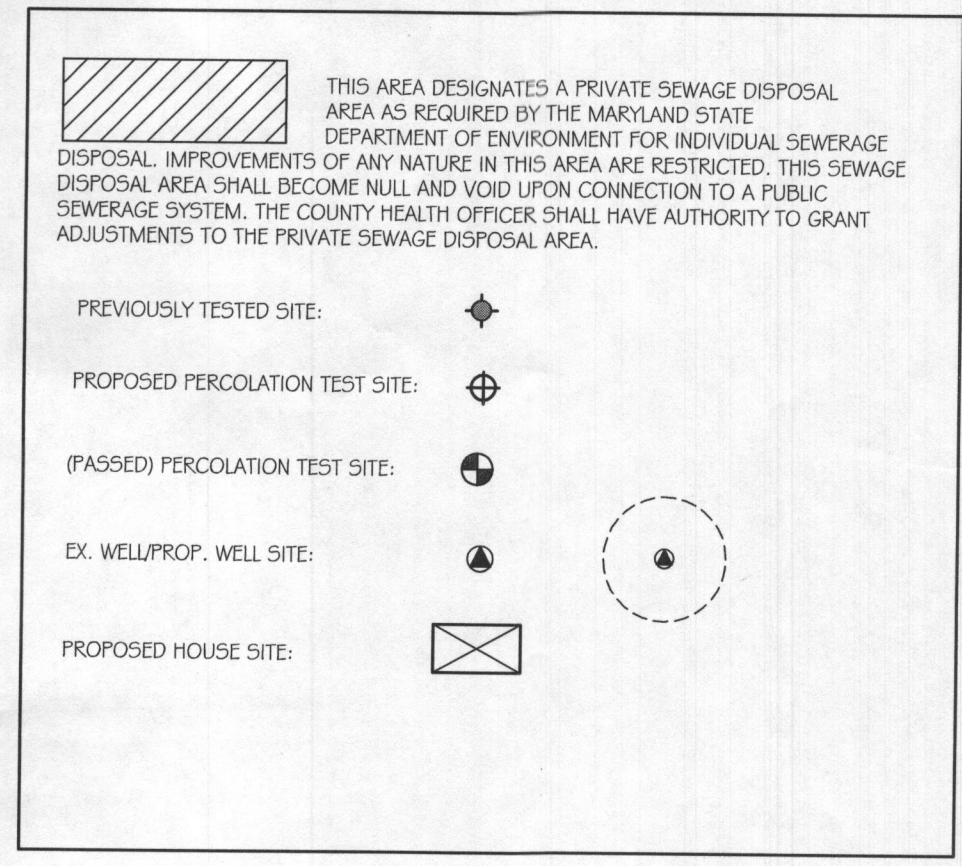 THIS AREA DESIGNATES A PRIVATE SEWAGE DISPOSAL
AREA AS REQUIRED BY THE MARYLAND STATE
DEPARTMENT OF ENVIRONMENT FOR INDIVIDUAL SEWERAGE
DISPOSAL. IMPROVEMENTS OF ANY NATURE IN THIS AREA ARE RESTRICTED. THIS SEWAGE
DISPOSAL AREA SHALL BECOME NULL AND VOID UPON CONNECTION TO A PUBLIC
SEWERAGE SYSTEM. THE COUNTY HEALTH OFFICER SHALL HAVE AUTHORITY TO GRANT
ADJUSTMENTS TO THE PRIVATE SEWAGE DISPOSAL AREA.
PREVIOUSLY TESTED SITE:
PROPOSED PERCOLATION TEST SITE:
(PASSED) PERCOLATION TEST SITE:
EX. WELL/PROP. WELL SITE:
PROPOSED HOUSE SITE: